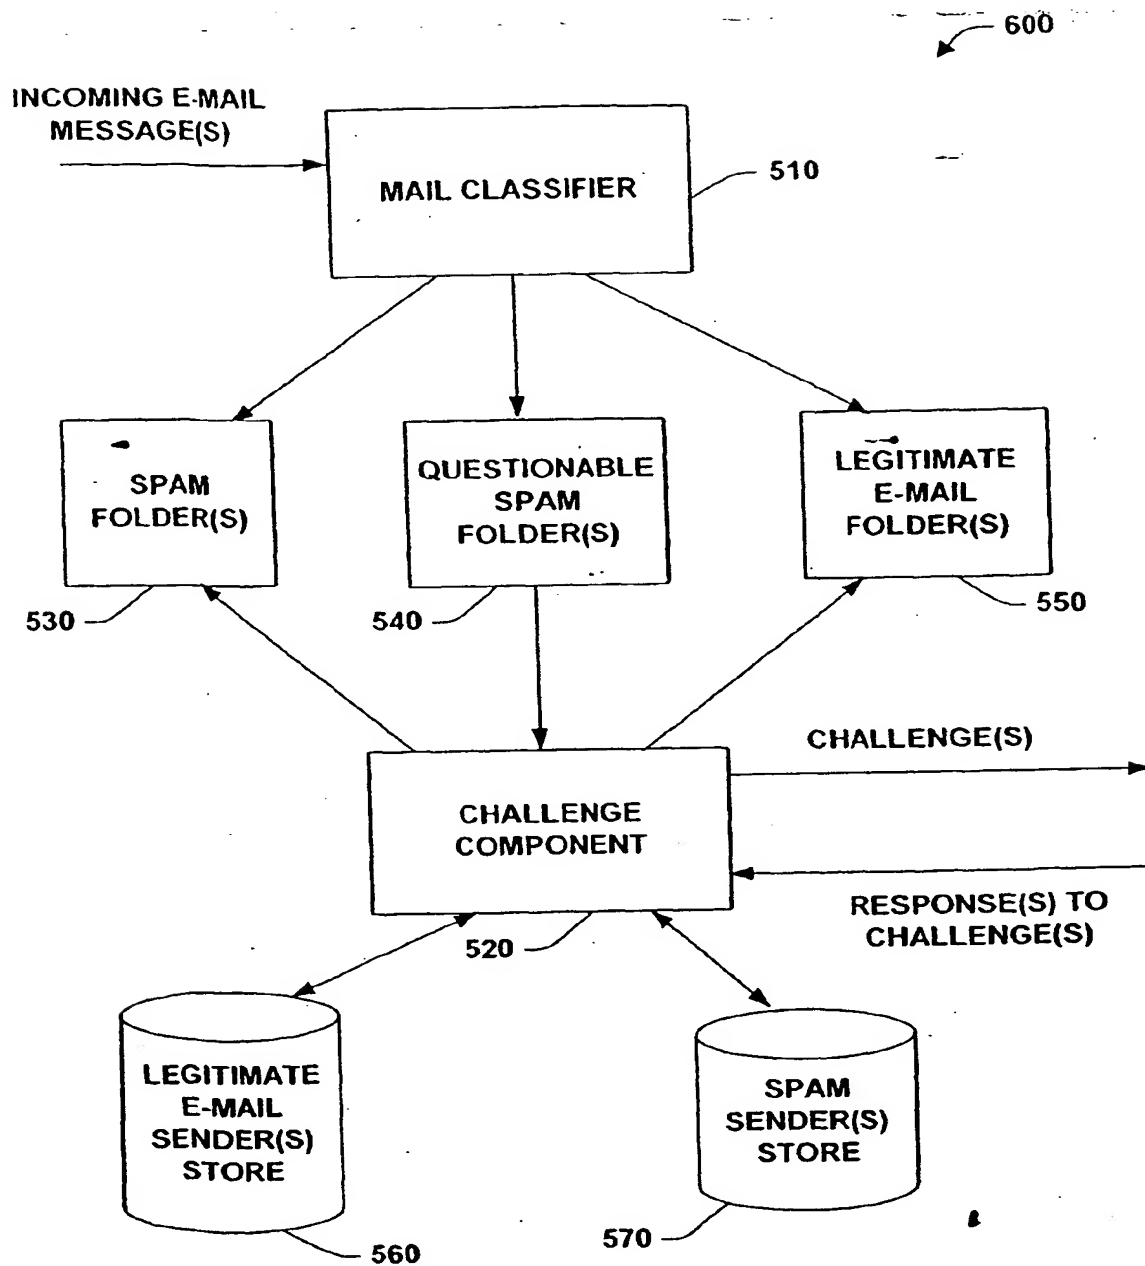 600
INCOMING E-MAIL
MESSAGE(S)
MAIL CLASSIFIER
510
SPAM
FOLDER(S)
QUESTIONABLE
SPAM
FOLDER(S)
LEGITIMATE
E-MAIL
FOLDER(S)
530
540
550
CHALLENGE(S)
CHALLENGE
COMPONENT
RESPONSE(S) TO
CHALLENGE(S)
520
LEGITIMATE
E-MAIL
SENDER(S)
STORE
SPAM
SENDER(S)
STORE
560
570